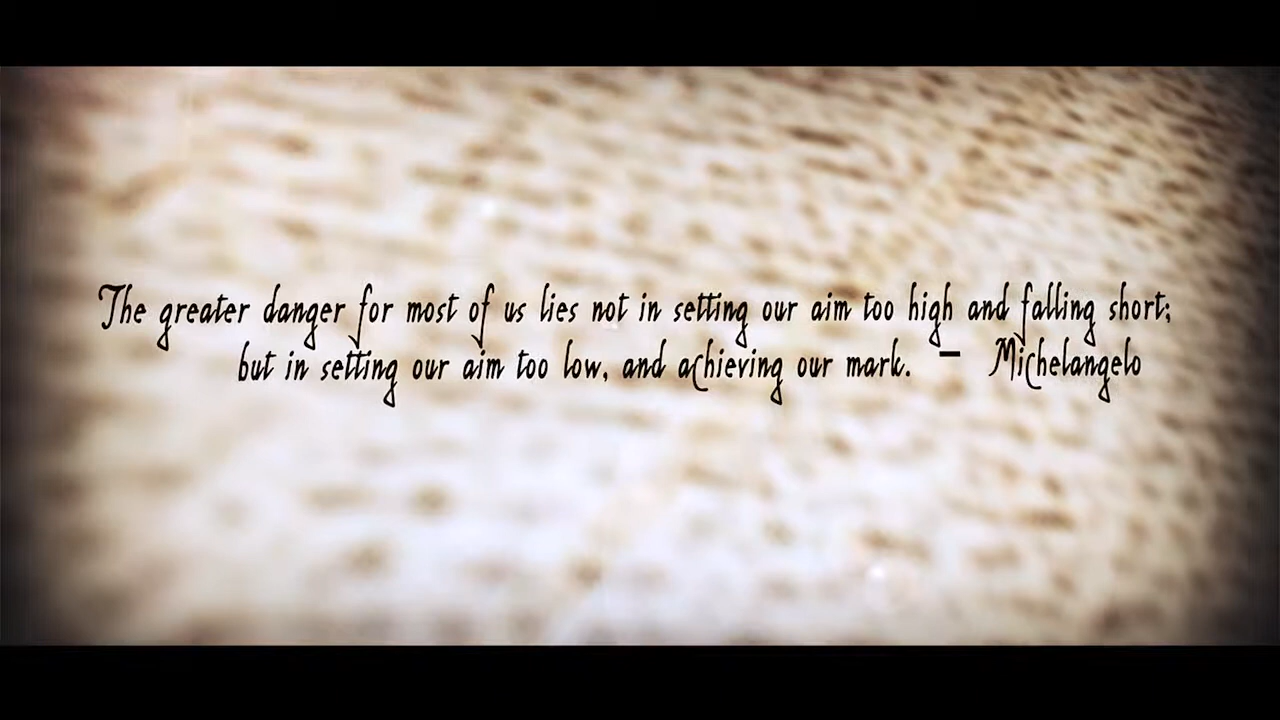 The greater danger for most of us lies not in setting our aim too high and falling short;
but in setting our aim too low, and achieving our mark. – Michelangelo